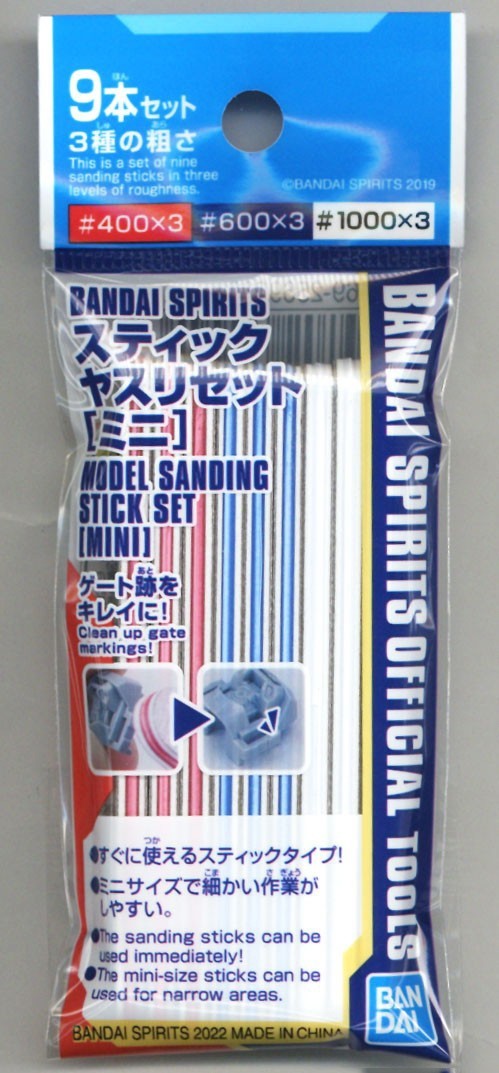 9本セット
3種の粗さ
This is a set of nine
sanding sticks in three
levels of roughness.
©BANDAI SPIRITS 2019
#400×3 #600×3 #1000×3
BANDAI SPIRITS
スティック
ヤスリセット
[ミニ]
MODEL SANDING
STICK SET
[MINI]
ゲート跡を
キレイに!
Clean up gate
markings!
●すぐに使えるスティックタイプ!
●ミニサイズで細かい作業が
しやすい。
●The sanding sticks can be
used immediately!
●The mini-size sticks can be
used for narrow areas.
BANDAI SPIRITS 2022 MADE IN CHINA
BANDAI SPIRITS OFFICIAL TOOLS
BAN
DAI